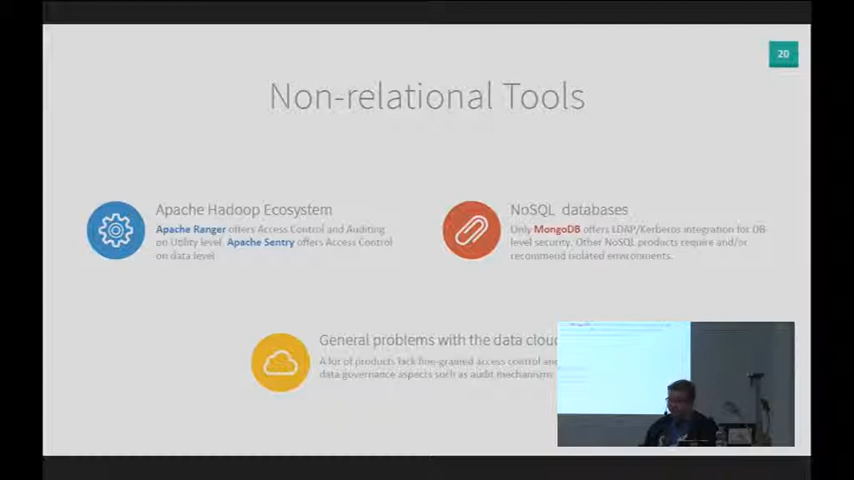 20
Non-relational Tools
Apache Hadoop Ecosystem
Apache Ranger offers Access Control and Auditing
on Utility level. Apache Sentry offers Access Control
on data level
NoSQL databases
Only MongoDB offers LDAP/Kerberos integration for DB
level security. Other NoSQL products require and/or
recommend isolated environments.
General problems with the data clou
A lot of products lack fine-grained access control and
data governance aspects such as audit mechanisms